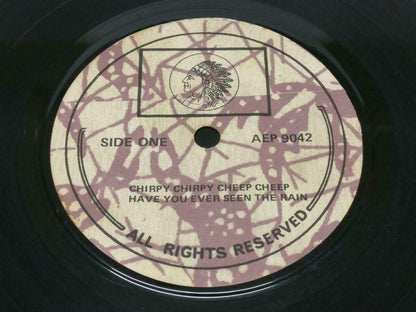 SIDE ONE
AEP 9042
CHIRPY CHIRPY CHEEP CHEEP
HAVE YOU EVER SEEN THE RAIN
ALL RIGHTS RESERVED